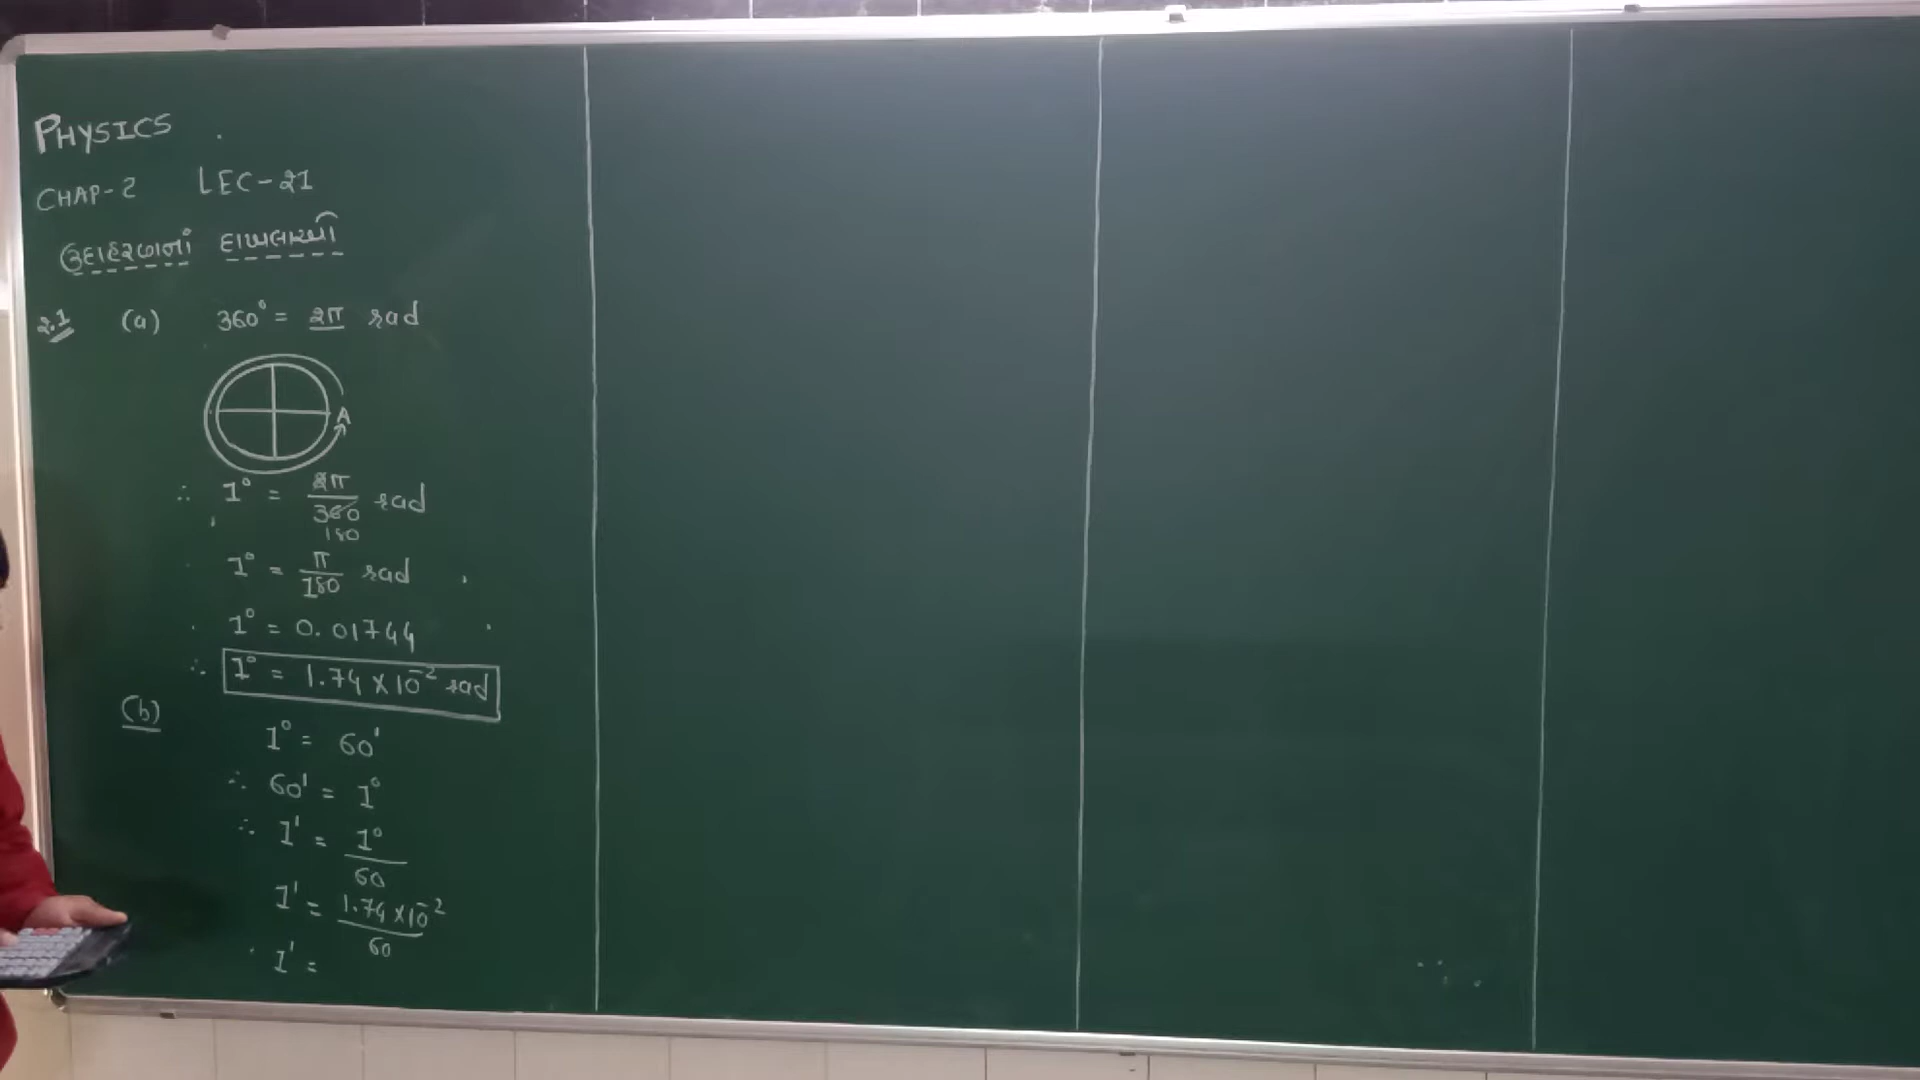 PHYSICS
CHAP-2 LEC-21
ઉદાહરણનાં દાખલાઓ
2.1 (a) 360° = 2π rad
A
∴ 1° = 2π/360 rad
180
1° = π/180 rad
1° = 0.01744
∴ 1° = 1.74 × 10⁻² rad
(b)
1° = 60'
∴ 60' = 1°
∴ 1' = 1°/60
1' = 1.74 × 10⁻²/60
∴ 1' =